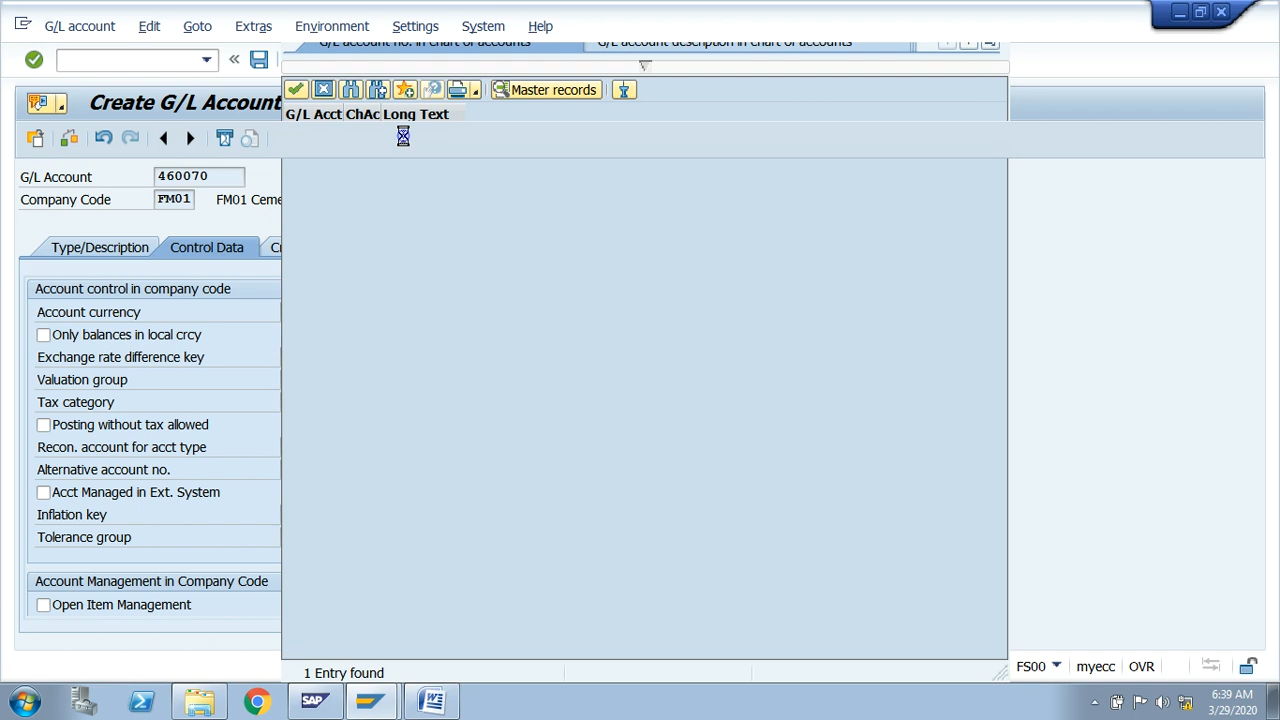 G/L account Edit Goto Extras Environment Settings System Help
G/L account no. in chart of accounts G/L account description in chart of accounts
Master records
Create G/L Account
G/L Acct ChAc Long Text
G/L Account 460070
Company Code FM01 FM01 Ceme
Type/Description Control Data
Account control in company code
Account currency
Only balances in local crcy
Exchange rate difference key
Valuation group
Tax category
Posting without tax allowed
Recon. account for acct type
Alternative account no.
Acct Managed in Ext. System
Inflation key
Tolerance group
Account Management in Company Code
Open Item Management
1 Entry found
FS00 myecc OVR
SAP
6:39 AM
3/29/2020